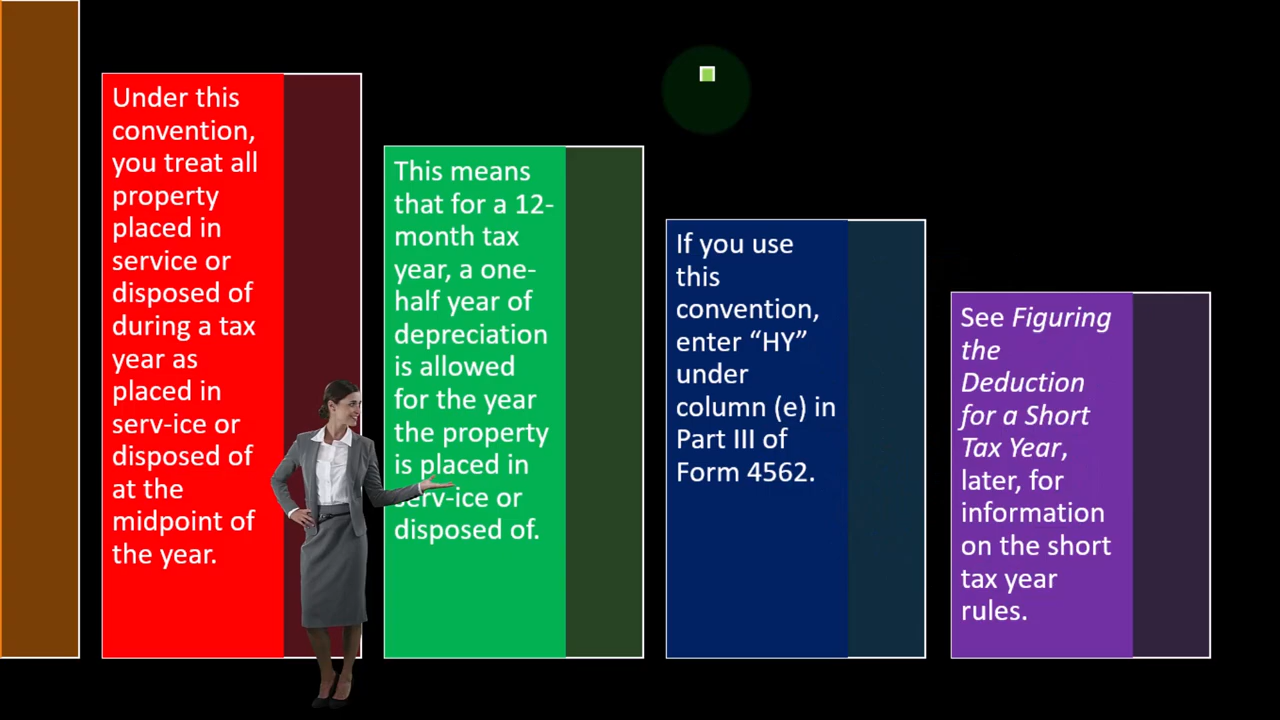 Under this
convention,
you treat all
property
placed in
service or
disposed of
during a tax
year as
placed in
serv-ice or
disposed of
at the
midpoint of
the year.
This means
that for a 12-
month tax
year, a one-
half year of
depreciation
is allowed
for the year
the property
is placed in
serv-ice or
disposed of.
If you use
this
convention,
enter “HY”
under
column (e) in
Part III of
Form 4562.
See Figuring
the
Deduction
for a Short
Tax Year,
later, for
information
on the short
tax year
rules.